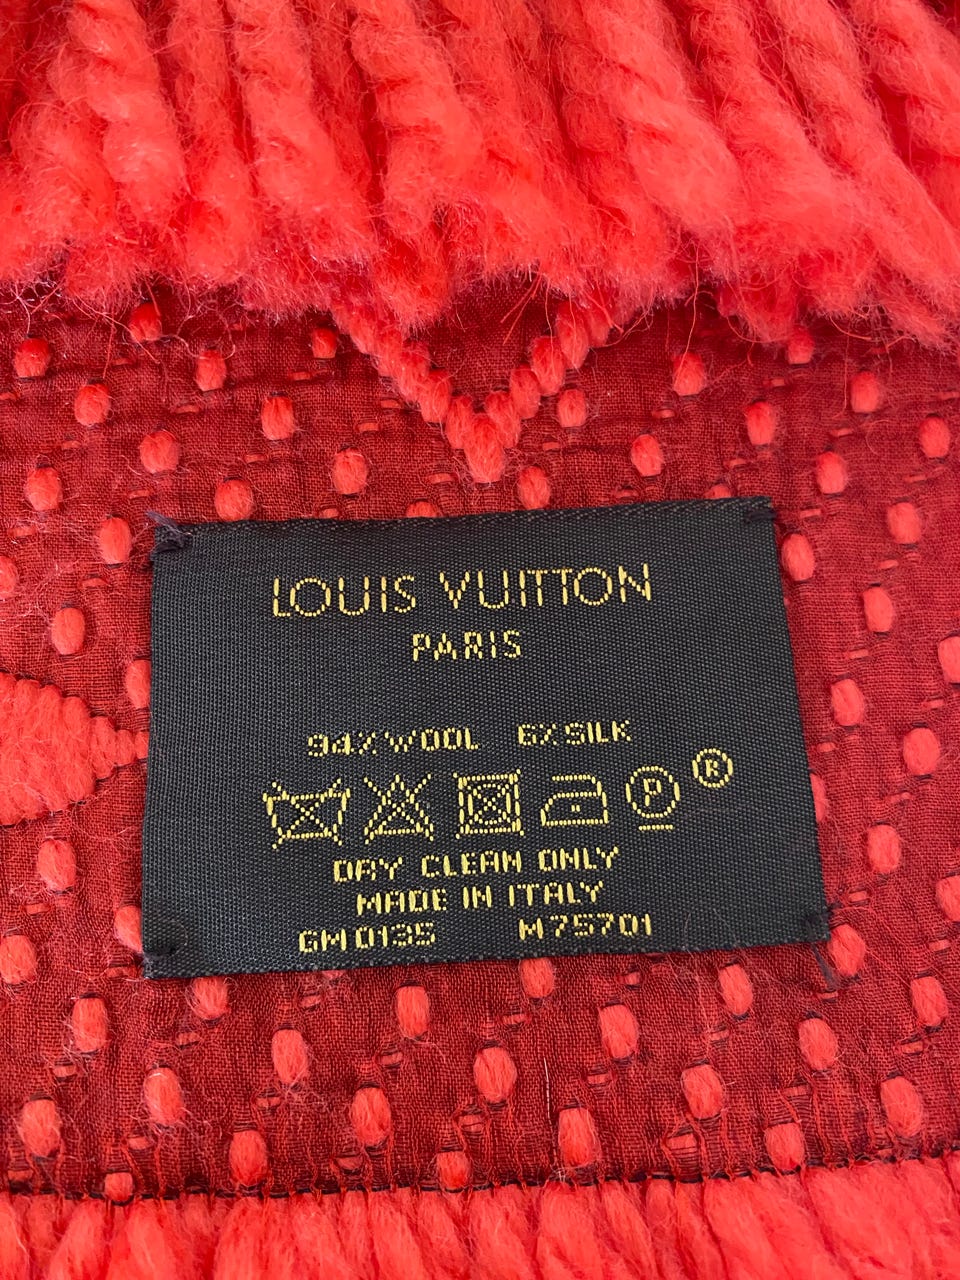 LOUIS VUITTON
PARIS
94% WOOL 6% SILK
P ®
DRY CLEAN ONLY
MADE IN ITALY
GM0135 M75701